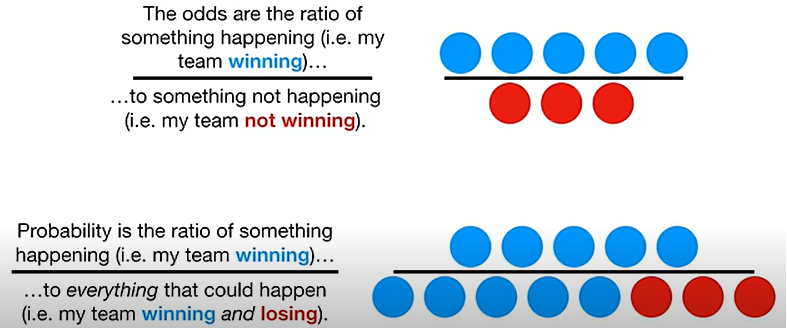 The odds are the ratio of
something happening (i.e. my
team winning)…
…to something not happening
(i.e. my team not winning).
Probability is the ratio of something
happening (i.e. my team winning)…
…to everything that could happen
(i.e. my team winning and losing).